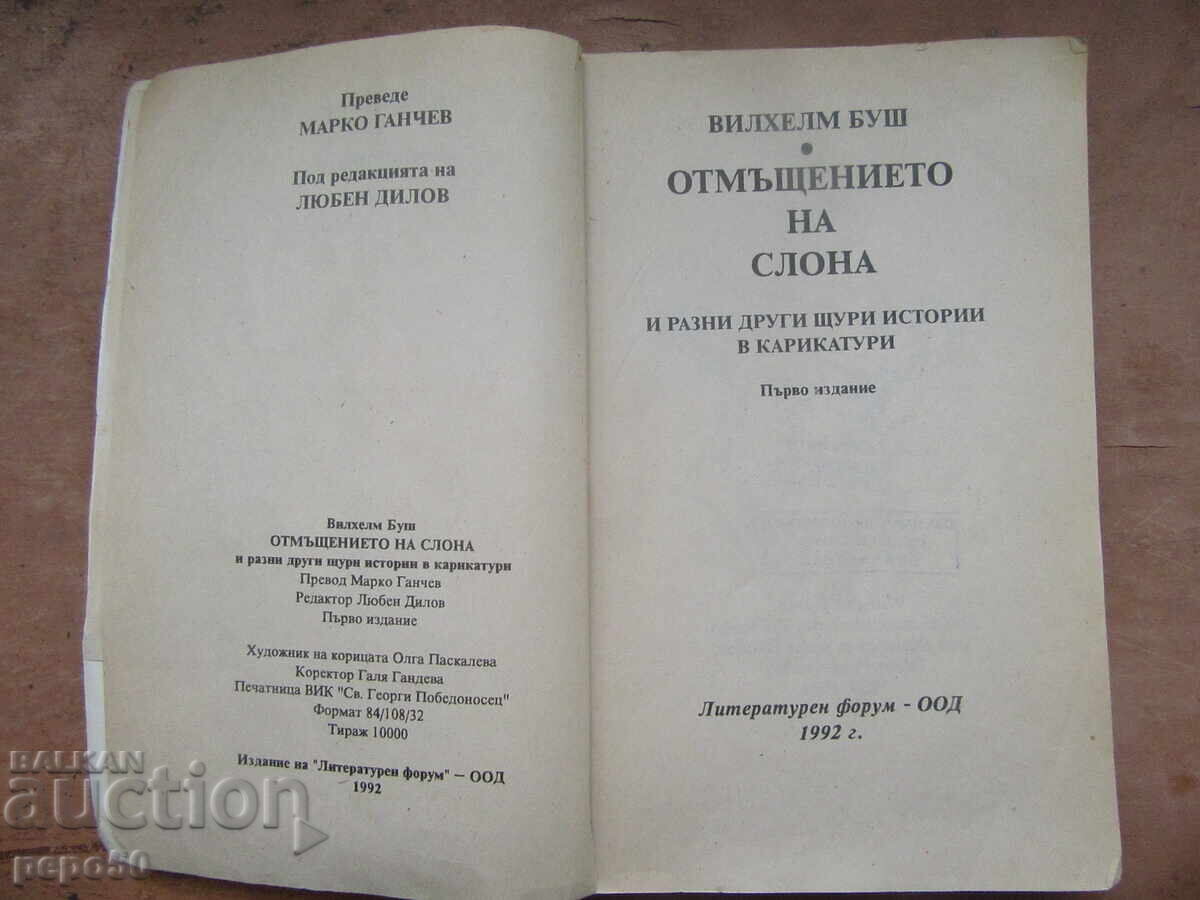 Преведе
МАРКО ГАНЧЕВ
Под редакцията на
ЛЮБЕН ДИЛОВ
Вилхелм Буш
ОТМЪЩЕНИЕТО НА СЛОНА
и разни други щури истории в карикатури
Превод Марко Ганчев
Редактор Любен Дилов
Първо издание
Художник на корицата Олга Паскалева
Коректор Галя Гандева
Печатница ВИК "Св. Георги Победоносец"
Формат 84/108/32
Тираж 10000
Издание на "Литературен форум" – ООД
1992
ВИЛХЕЛМ БУШ
•
ОТМЪЩЕНИЕТО
НА
СЛОНА
И РАЗНИ ДРУГИ ЩУРИ ИСТОРИИ
В КАРИКАТУРИ
Първо издание
Литературен форум - ООД
1992 г.
BALKAN
auction
pepo50